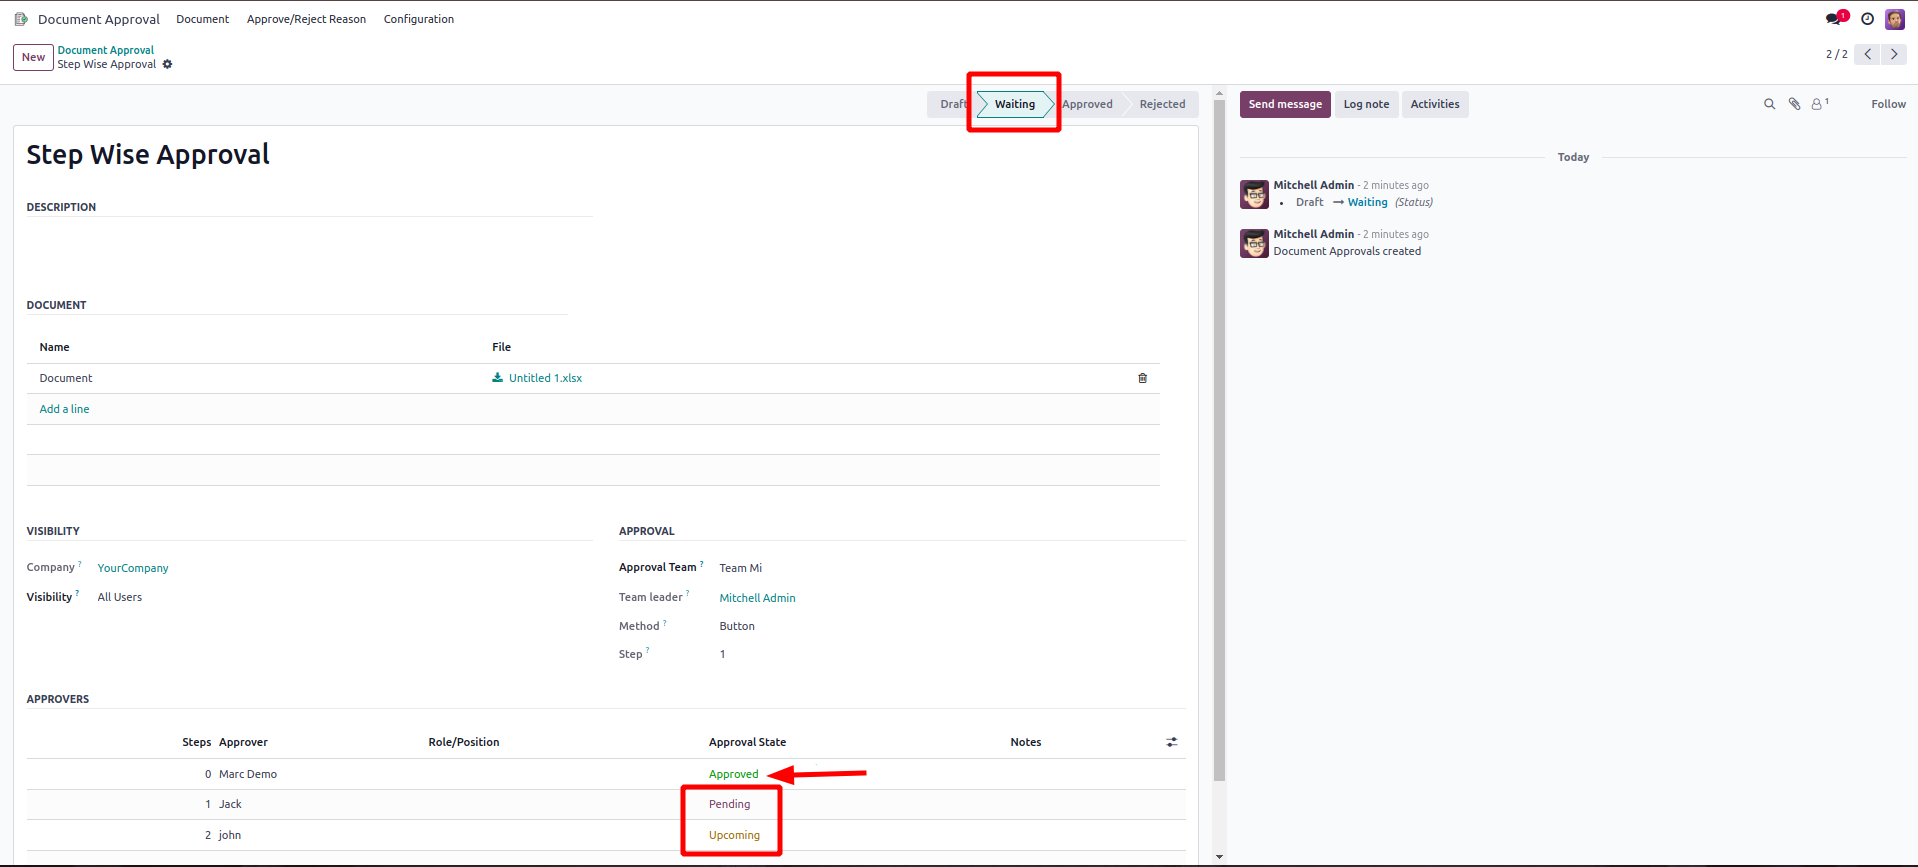 Document Approval Document Approve/Reject Reason Configuration 1
New Document Approval
Step Wise Approval
2 / 2
Draft Waiting Approved Rejected
Send message Log note Activities 1 Follow
Step Wise Approval
Today
Mitchell Admin - 2 minutes ago
• Draft → Waiting (Status)
Mitchell Admin - 2 minutes ago
Document Approvals created
DESCRIPTION
DOCUMENT
Name File
Document Untitled 1.xlsx
Add a line
VISIBILITY
Company ? YourCompany
Visibility ? All Users
APPROVAL
Approval Team ? Team Mi
Team leader ? Mitchell Admin
Method ? Button
Step ? 1
APPROVERS
Steps Approver Role/Position Approval State Notes
0 Marc Demo Approved
1 Jack Pending
2 john Upcoming